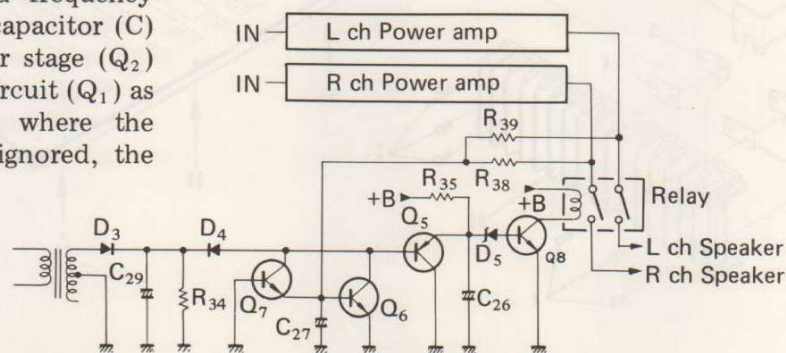 frequency
capacitor (C)
r stage (Q₂)
rcuit (Q₁) as
where the
ignored, the
IN
L ch Power amp
IN
R ch Power amp
R₃₉
R₃₈
R₃₅
+B
+B
Relay
Q₅
D₃
D₄
D₅
Q8
L ch Speaker
R ch Speaker
C₂₉
R₃₄
Q₇
C₂₇
Q₆
C₂₆